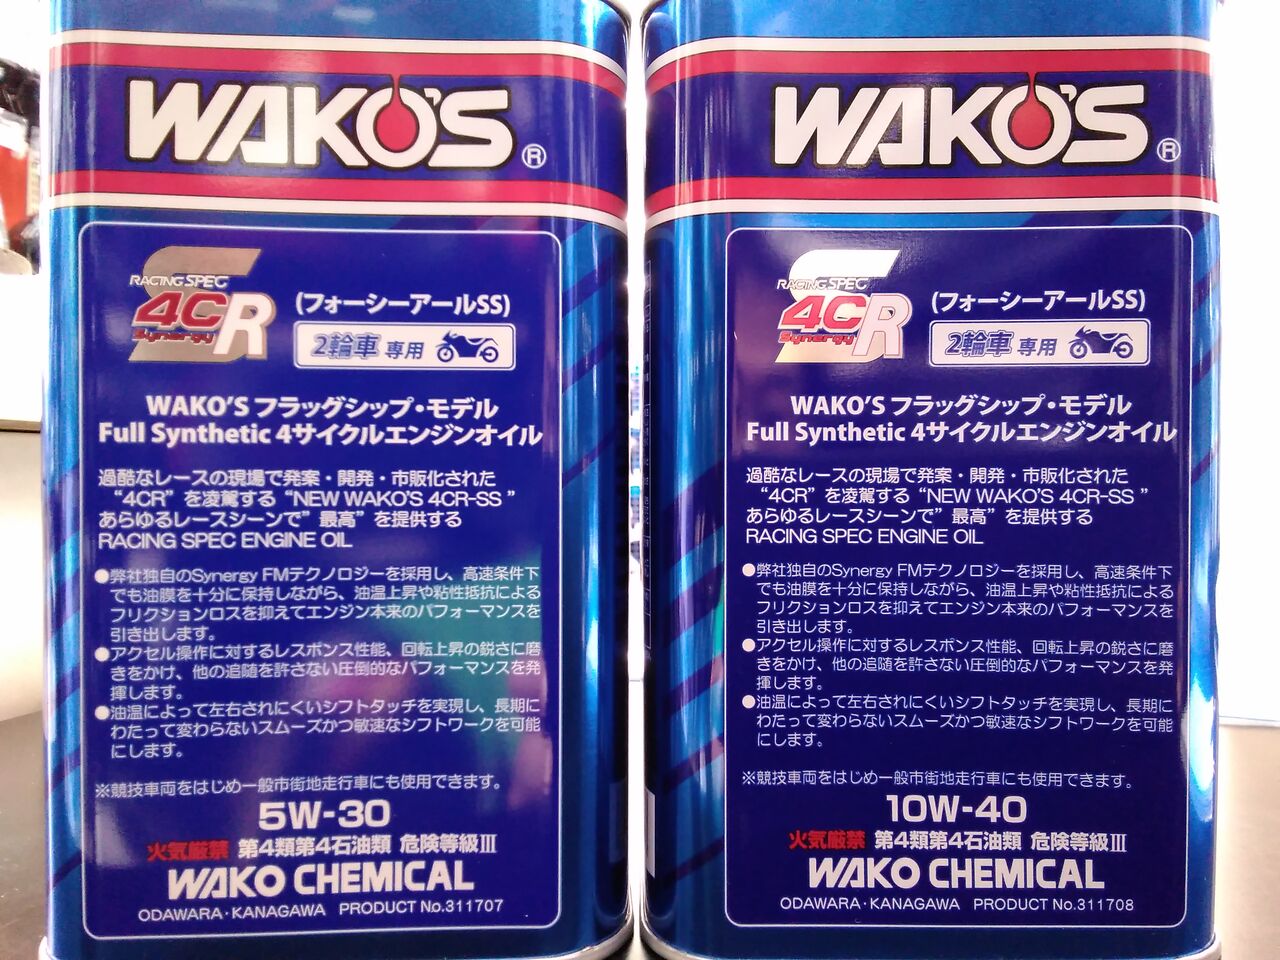 WAKO'S®
RACING SPEC
4CR
Synergy
(フォーシーアールSS)
2輪車 専用
WAKO'S フラッグシップ・モデル
Full Synthetic 4サイクルエンジンオイル
過酷なレースの現場で発案・開発・市販化された
“4CR”を凌駕する“NEW WAKO'S 4CR-SS ”
あらゆるレースシーンで”最高”を提供する
RACING SPEC ENGINE OIL
●弊社独自のSynergy FMテクノロジーを採用し、高速条件下
でも油膜を十分に保持しながら、油温上昇や粘性抵抗による
フリクションロスを抑えてエンジン本来のパフォーマンスを
引き出します。
●アクセル操作に対するレスポンス性能、回転上昇の鋭さに磨
きをかけ、他の追随を許さない圧倒的なパフォーマンスを発
揮します。
●油温によって左右されにくいシフトタッチを実現し、長期に
わたって変わらないスムーズかつ敏速なシフトワークを可能
にします。
※競技車両をはじめ一般市街地走行車にも使用できます。
5W-30
火気厳禁 第4類第4石油類 危険等級Ⅲ
WAKO CHEMICAL
ODAWARA・KANAGAWA PRODUCT No.311707
WAKO'S®
RACING SPEC
4CR
Synergy
(フォーシーアールSS)
2輪車 専用
WAKO'S フラッグシップ・モデル
Full Synthetic 4サイクルエンジンオイル
過酷なレースの現場で発案・開発・市販化された
“4CR”を凌駕する“NEW WAKO'S 4CR-SS ”
あらゆるレースシーンで”最高”を提供する
RACING SPEC ENGINE OIL
●弊社独自のSynergy FMテクノロジーを採用し、高速条件下
でも油膜を十分に保持しながら、油温上昇や粘性抵抗による
フリクションロスを抑えてエンジン本来のパフォーマンスを
引き出します。
●アクセル操作に対するレスポンス性能、回転上昇の鋭さに磨
きをかけ、他の追随を許さない圧倒的なパフォーマンスを発
揮します。
●油温によって左右されにくいシフトタッチを実現し、長期に
わたって変わらないスムーズかつ敏速なシフトワークを可能
にします。
※競技車両をはじめ一般市街地走行車にも使用できます。
10W-40
火気厳禁 第4類第4石油類 危険等級Ⅲ
WAKO CHEMICAL
ODAWARA・KANAGAWA PRODUCT No.311708